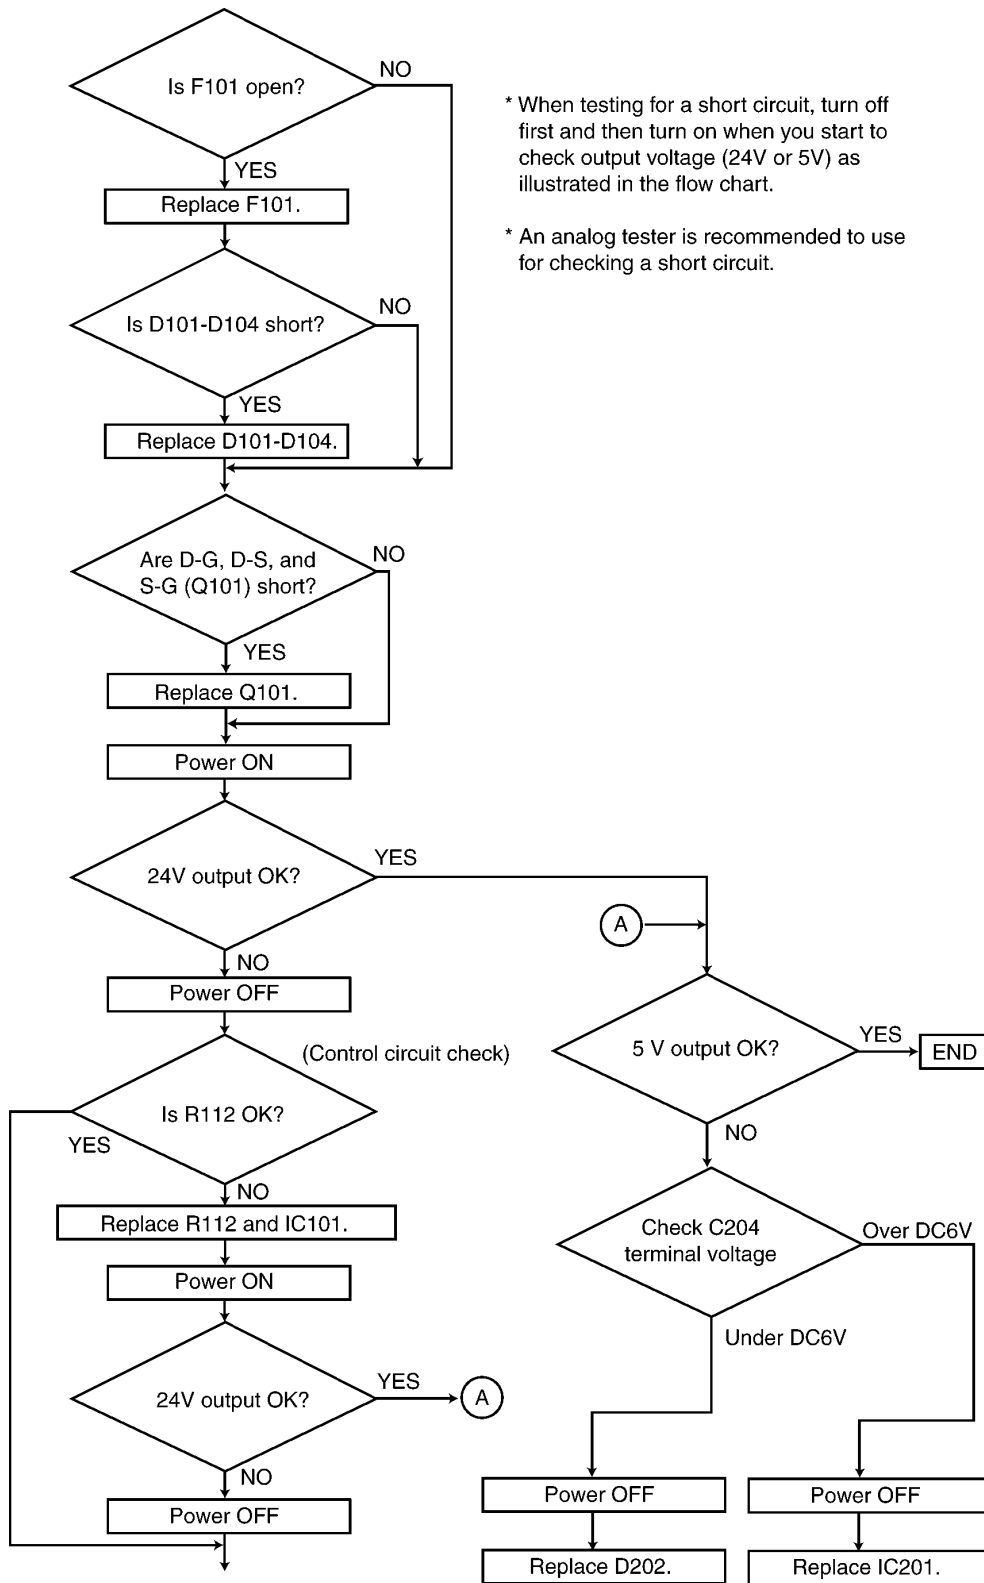 Is F101 open?
NO
YES
Replace F101.
* When testing for a short circuit, turn off
first and then turn on when you start to
check output voltage (24V or 5V) as
illustrated in the flow chart.
* An analog tester is recommended to use
for checking a short circuit.
Is D101-D104 short?
NO
YES
Replace D101-D104.
Are D-G, D-S, and
S-G (Q101) short?
NO
YES
Replace Q101.
Power ON
24V output OK?
YES
NO
Power OFF
(Control circuit check)
Is R112 OK?
YES
NO
Replace R112 and IC101.
Power ON
24V output OK?
YES
A
NO
Power OFF
A
5 V output OK?
YES
END
NO
Check C204
terminal voltage
Over DC6V
Under DC6V
Power OFF
Replace D202.
Power OFF
Replace IC201.